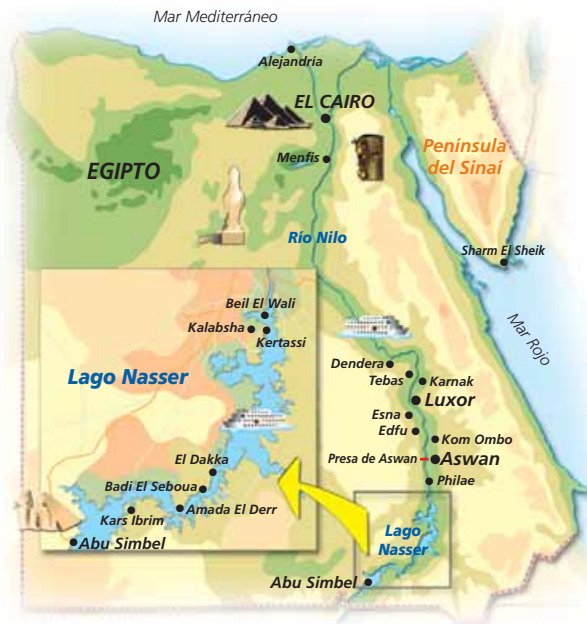 Mar Mediterráneo
Alejandría
EL CAIRO
EGIPTO
Menfis
Península
del Sinaí
Río Nilo
Sharm El Sheik
Mar Rojo
Beil El Wali
Kalabsha
Kertassi
Lago Nasser
El Dakka
Badi El Seboua
Amada El Derr
Kars Ibrim
Abu Simbel
Dendera
Tebas
Karnak
Luxor
Esna
Edfu
Kom Ombo
Presa de Aswan
Aswan
Philae
Lago
Nasser
Abu Simbel